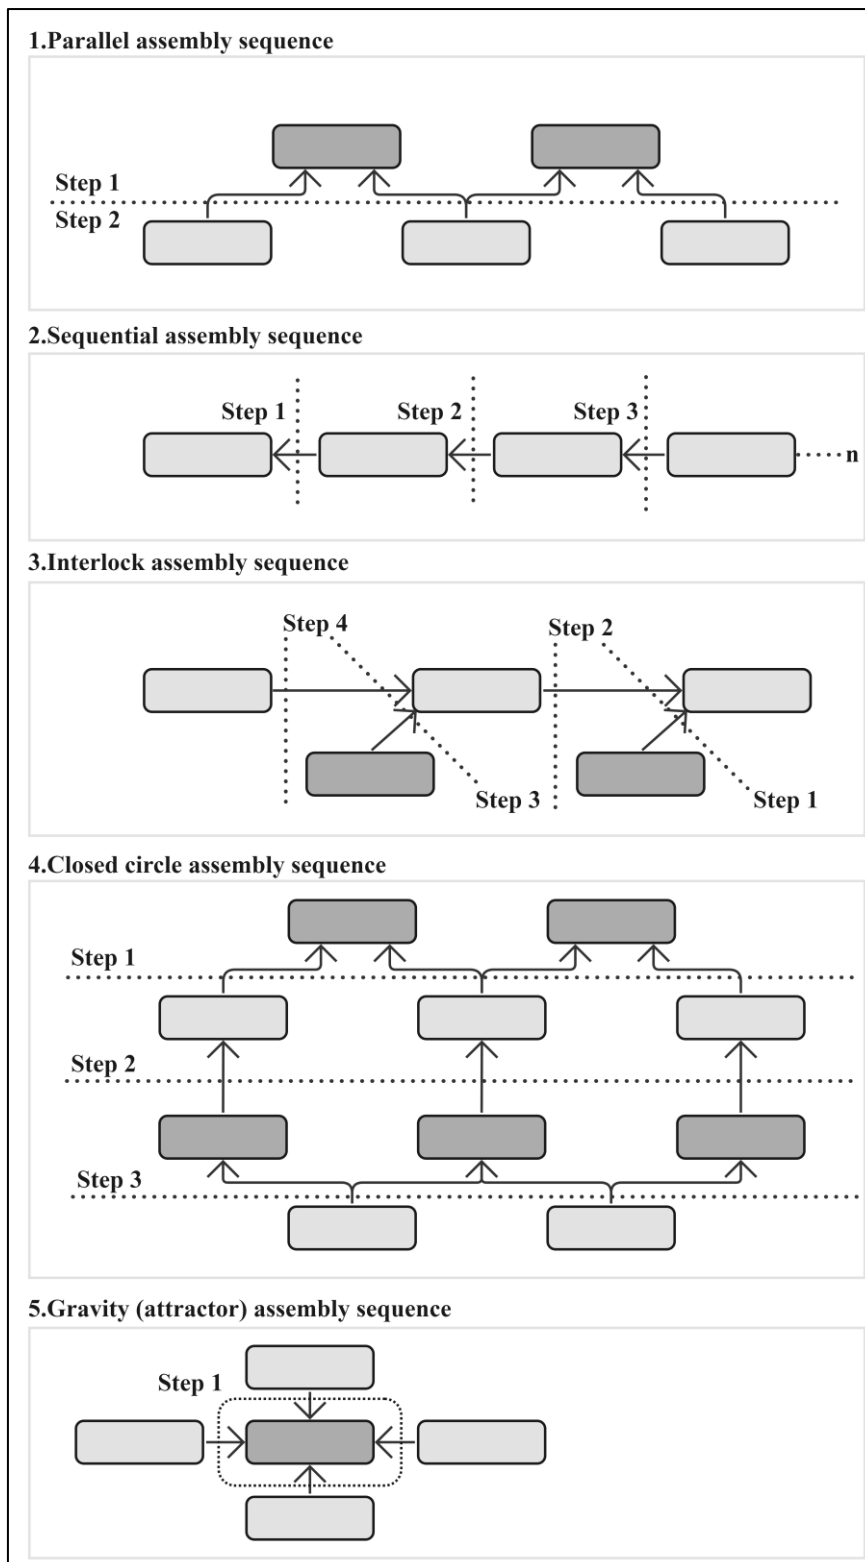 1.Parallel assembly sequence
Step 1
Step 2
2.Sequential assembly sequence
Step 1 Step 2 Step 3
n
3.Interlock assembly sequence
Step 4 Step 2
Step 3 Step 1
4.Closed circle assembly sequence
Step 1
Step 2
Step 3
5.Gravity (attractor) assembly sequence
Step 1